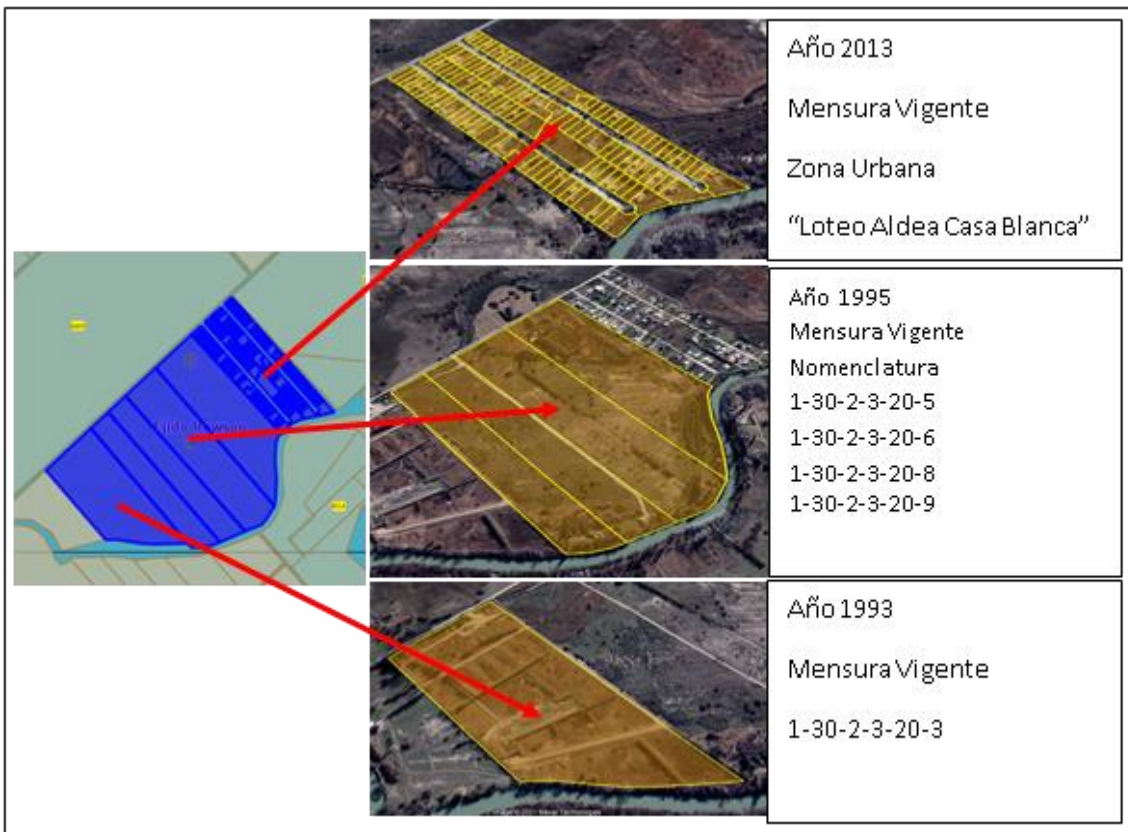 Año 2013
Mensura Vigente
Zona Urbana
“Loteo Aldea Casa Blanca”
Año 1995
Mensura Vigente
Nomenclatura
1-30-2-3-20-5
1-30-2-3-20-6
1-30-2-3-20-8
1-30-2-3-20-9
Año 1993
Mensura Vigente
1-30-2-3-20-3